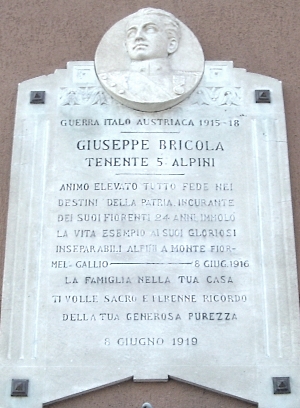 GUERRA ITALO AUSTRIACA 1915-18
GIUSEPPE BRICOLA
TENENTE 5· ALPINI
ANIMO ELEVATO TUTTO FEDE NEI
DESTINI DELLA PATRIA, INCURANTE
DEI SUOI FIORENTI 24 ANNI, IMMOLÒ
LA VITA ESEMPIO AI SUOI GLORIOSI
INSEPARABILI ALPINI A MONTE FIOR-
MEL-GALLIO — 8 GIUG. 1916
LA FAMIGLIA NELLA TUA CASA
TI VOLLE SACRO E PERENNE RICORDO
DELLA TUA GENEROSA PUREZZA
8 GIUGNO 1919